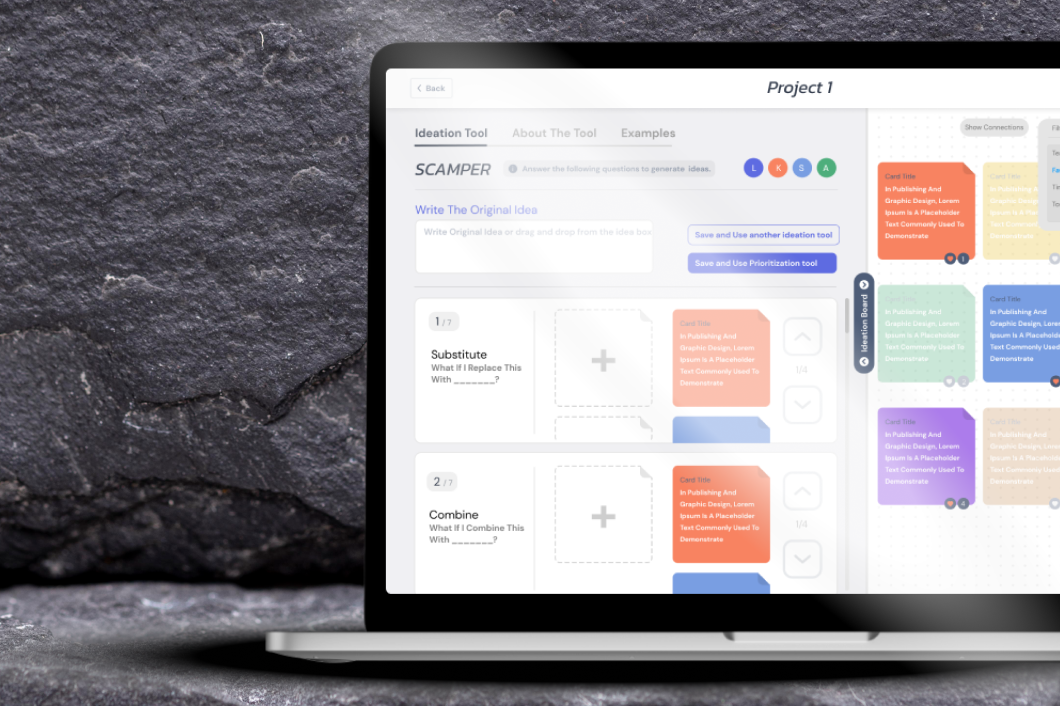 Back
Project 1
Ideation Tool
About The Tool
Examples
SCAMPER
Answer the following questions to generate ideas.
L
K
S
A
Write The Original Idea
Write Original Idea or drag and drop from the idea box
Save and Use another ideation tool
Save and Use Prioritization tool
1 / 7
Substitute
What If I Replace This
With _______?
Card Title
In Publishing And
Graphic Design, Lorem
Ipsum Is A Placeholder
Text Commonly Used To
Demonstrate
1/4
2 / 7
Combine
What If I Combine This
With _______?
Card Title
In Publishing And
Graphic Design, Lorem
Ipsum Is A Placeholder
Text Commonly Used To
Demonstrate
1/4
Ideation Board
Show Connections
Card Title
In Publishing And
Graphic Design, Lorem
Ipsum Is A Placeholder
Text Commonly Used To
Demonstrate
1
Card Title
In Publishing And
Graphic Design,
Ipsum Is A Placeholder
Text Commonly Used
Demonstrate
Card Title
In Publishing And
Graphic Design, Lorem
Ipsum Is A Placeholder
Text Commonly Used To
Demonstrate
Card Title
In Publishing And
Graphic Design, Lorem
Ipsum Is A Placeholder
Text Commonly Used
Demonstrate
Card Title
In Publishing And
Graphic Design, Lorem
Ipsum Is A Placeholder
Text Commonly Used To
Demonstrate
4
Card Title
In Publishing And
Graphic Design, Lorem
Ipsum Is A Placeholder
Text Commonly Used
Demonstrate